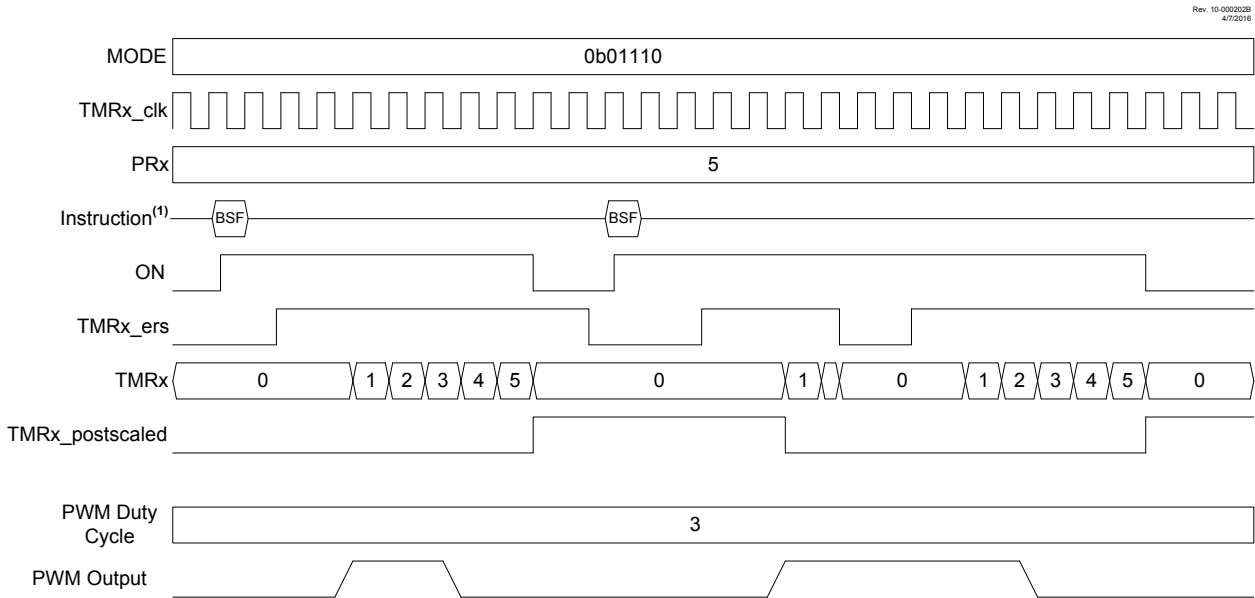 Rev. 10-000202B
4/7/2016
MODE 0b01110
TMRx_clk
PRx 5
Instruction(1) BSF BSF
ON
TMRx_ers
TMRx 0 1 2 3 4 5 0 1 0 1 2 3 4 5 0
TMRx_postscaled
PWM Duty
Cycle 3
PWM Output